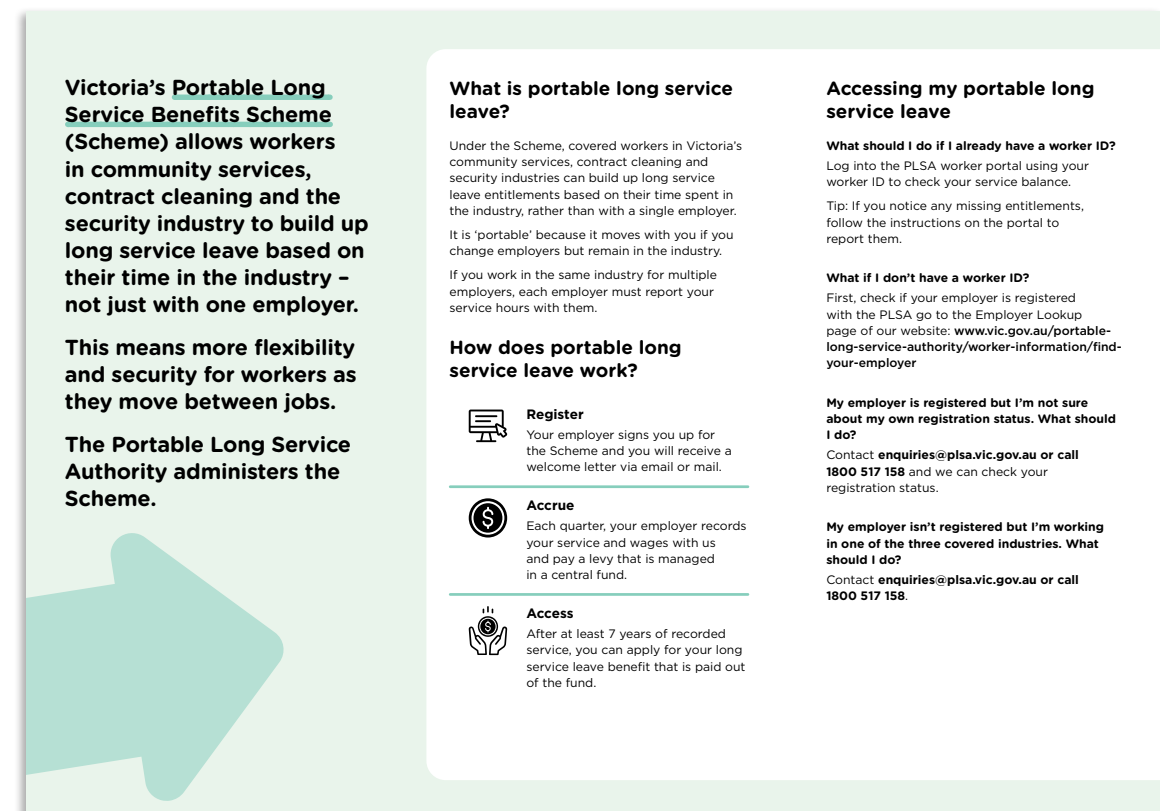 Victoria's Portable Long
Service Benefits Scheme
(Scheme) allows workers
in community services,
contract cleaning and the
security industry to build up
long service leave based on
their time in the industry –
not just with one employer.
This means more flexibility
and security for workers as
they move between jobs.
The Portable Long Service
Authority administers the
Scheme.
What is portable long service
leave?
Under the Scheme, covered workers in Victoria's
community services, contract cleaning and
security industries can build up long service
leave entitlements based on their time spent in
the industry, rather than with a single employer.
It is 'portable' because it moves with you if you
change employers but remain in the industry.
If you work in the same industry for multiple
employers, each employer must report your
service hours with them.
How does portable long
service leave work?
Register
Your employer signs you up for
the Scheme and you will receive a
welcome letter via email or mail.
Accrue
Each quarter, your employer records
your service and wages with us
and pay a levy that is managed
in a central fund.
Access
After at least 7 years of recorded
service, you can apply for your long
service leave benefit that is paid out
of the fund.
Accessing my portable long
service leave
What should I do if I already have a worker ID?
Log into the PLSA worker portal using your
worker ID to check your service balance.
Tip: If you notice any missing entitlements,
follow the instructions on the portal to
report them.
What if I don't have a worker ID?
First, check if your employer is registered
with the PLSA go to the Employer Lookup
page of our website: www.vic.gov.au/portable-
long-service-authority/worker-information/find-
your-employer
My employer is registered but I'm not sure
about my own registration status. What should
I do?
Contact enquiries@plsa.vic.gov.au or call
1800 517 158 and we can check your
registration status.
My employer isn't registered but I'm working
in one of the three covered industries. What
should I do?
Contact enquiries@plsa.vic.gov.au or call
1800 517 158.